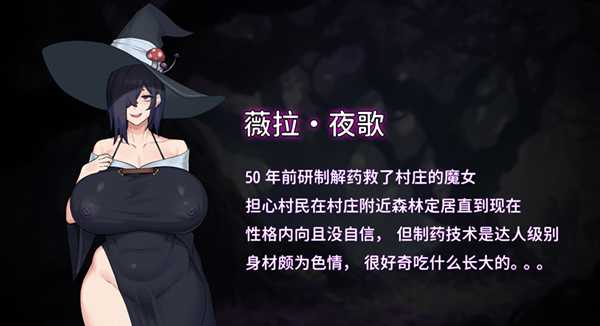 薇拉·夜歌
50 年前研制解药救了村庄的魔女
担心村民在村庄附近森林定居直到现在
性格内向且没自信， 但制药技术是达人级别
身材颇为色情， 很好奇吃什么长大的。。。